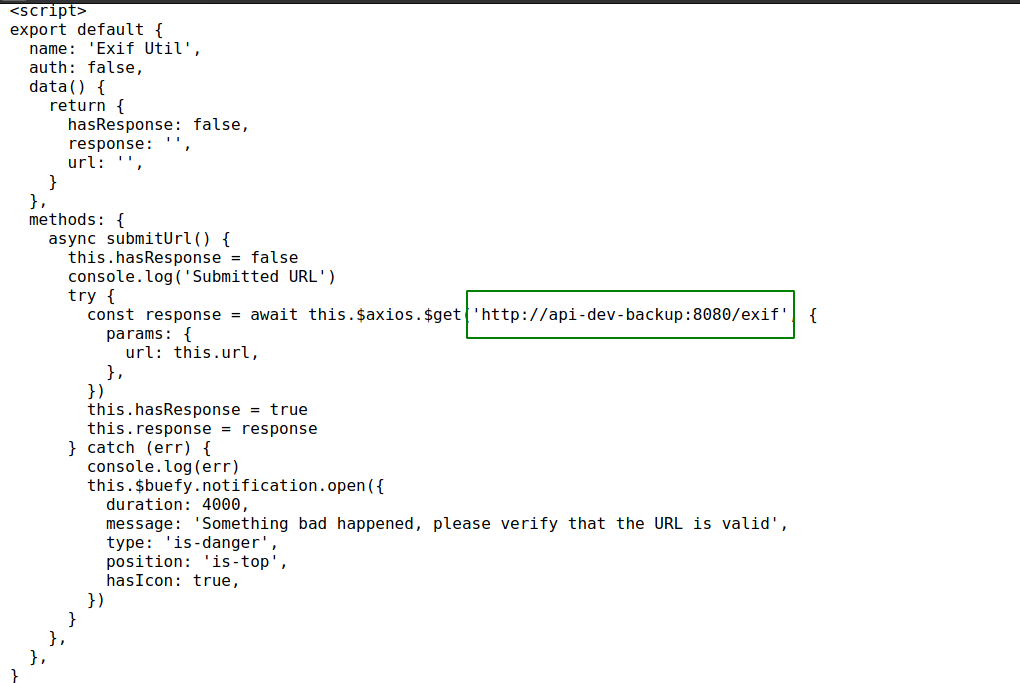 <script>
export default {
  name: 'Exif Util',
  auth: false,
  data() {
    return {
      hasResponse: false,
      response: '',
      url: '',
    }
  },
  methods: {
    async submitUrl() {
      this.hasResponse = false
      console.log('Submitted URL')
      try {
        const response = await this.$axios.$get('http://api-dev-backup:8080/exif', {
          params: {
            url: this.url,
          },
        })
        this.hasResponse = true
        this.response = response
      } catch (err) {
        console.log(err)
        this.$buefy.notification.open({
          duration: 4000,
          message: 'Something bad happened, please verify that the URL is valid',
          type: 'is-danger',
          position: 'is-top',
          hasIcon: true,
        })
      }
    },
  },
}